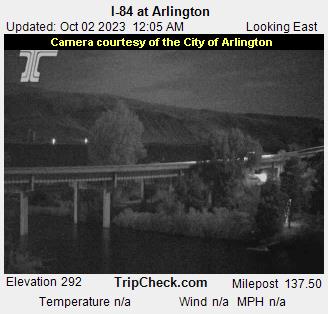 I-84 at Arlington
Updated: Oct 02 2023 12:05 AM Looking East
Camera courtesy of the City of Arlington
Elevation 292 TripCheck.com Milepost 137.50
Temperature n/a Wind n/a MPH n/a